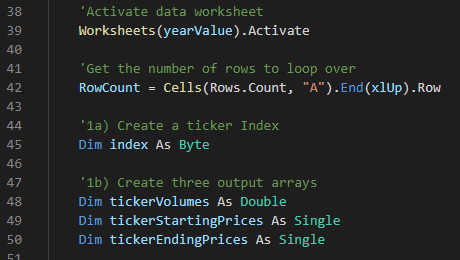 38 'Activate data worksheet
39 Worksheets(yearValue).Activate
40
41 'Get the number of rows to loop over
42 RowCount = Cells(Rows.Count, "A").End(xlUp).Row
43
44 '1a) Create a ticker Index
45 Dim index As Byte
46
47 '1b) Create three output arrays
48 Dim tickerVolumes As Double
49 Dim tickerStartingPrices As Single
50 Dim tickerEndingPrices As Single
51